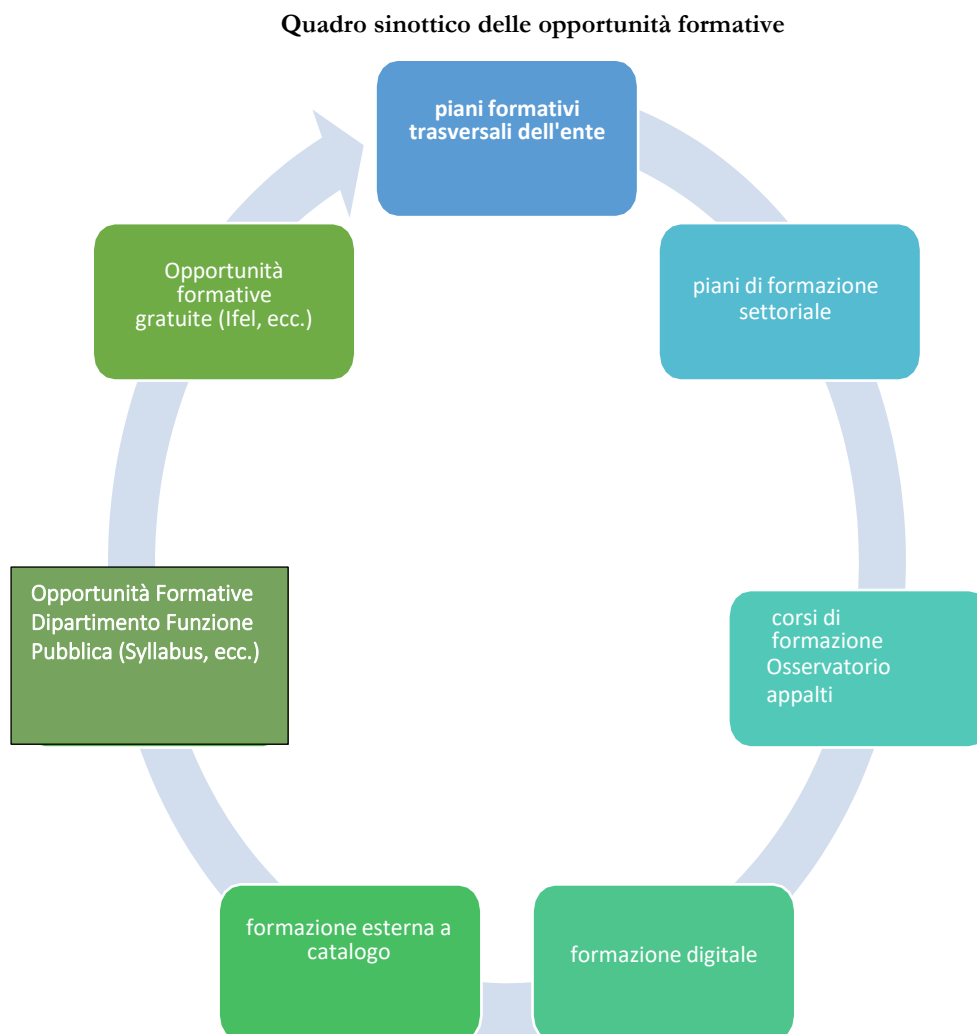 Quadro sinottico delle opportunità formative
piani formativi
trasversali dell'ente
piani di formazione
settoriale
corsi di
formazione
Osservatorio
appalti
formazione digitale
formazione esterna a
catalogo
Opportunità Formative
Dipartimento Funzione
Pubblica (Syllabus, ecc.)
Opportunità
formative
gratuite (Ifel, ecc.)